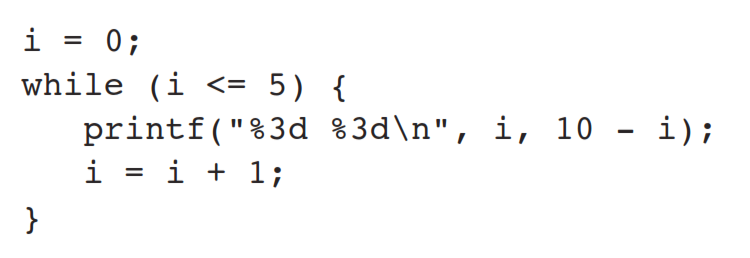 i = 0;
while (i <= 5) {
   printf("%3d %3d\n", i, 10 - i);
   i = i + 1;
}